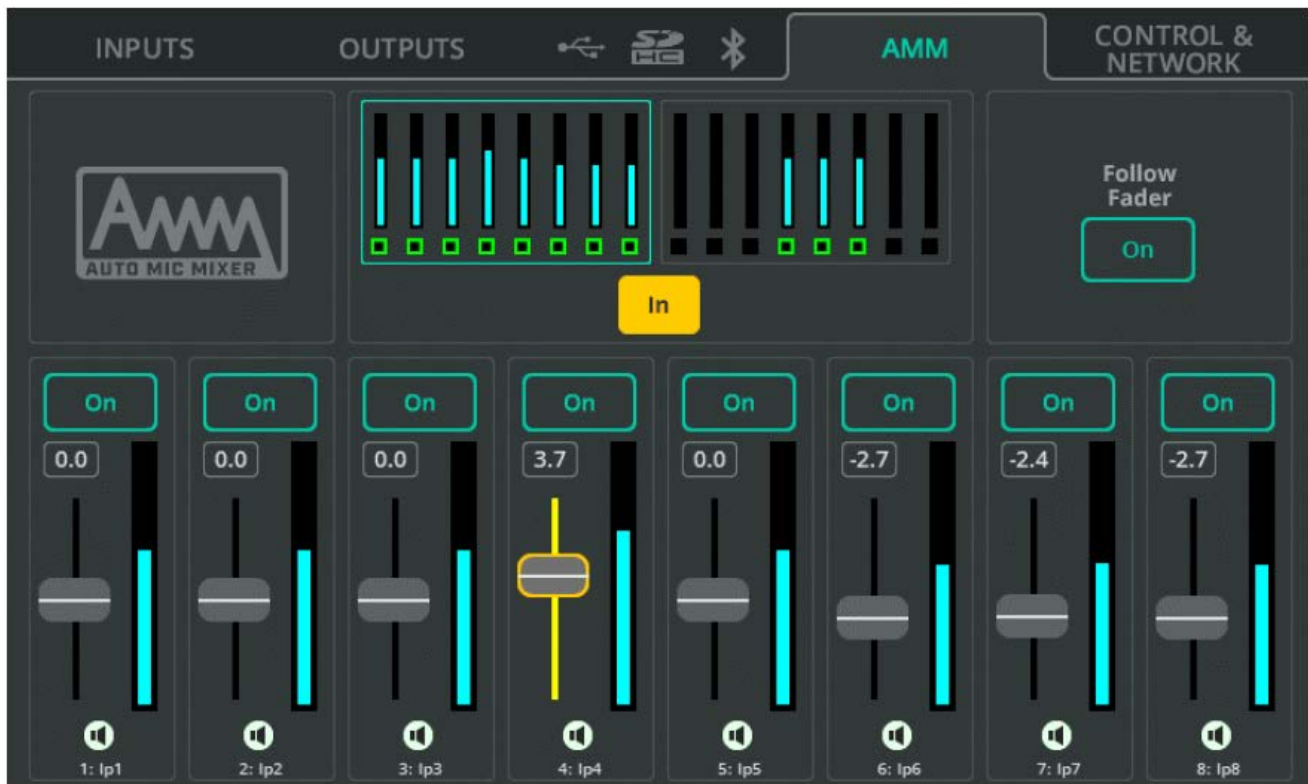 INPUTS
OUTPUTS
SD
HC
AMM
CONTROL &
NETWORK
AMM
AUTO MIC MIXER
In
Follow
Fader
On
On
On
On
On
On
On
On
On
0.0
0.0
0.0
3.7
0.0
-2.7
-2.4
-2.7
1: Ip1
2: Ip2
3: Ip3
4: Ip4
5: Ip5
6: Ip6
7: Ip7
8: Ip8